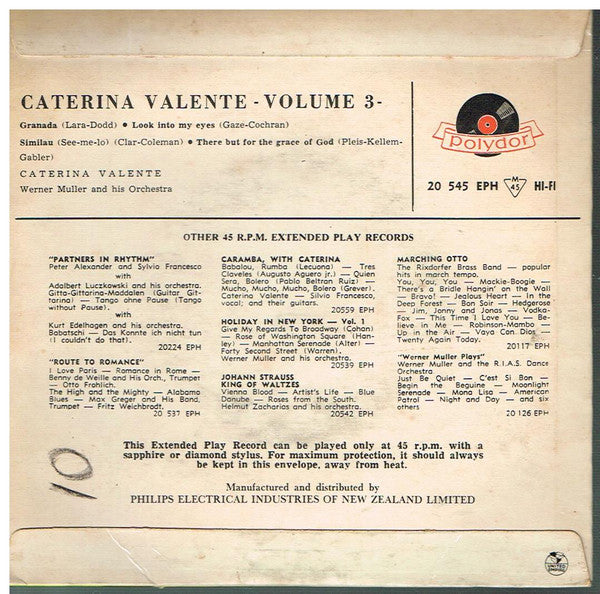 CATERINA VALENTE - VOLUME 3 -
Granada (Lara-Dodd) • Look into my eyes (Gaze-Cochran)
Similau (See-me-lo) (Clar-Coleman) • There but for the grace of God (Pleis-Kellem-
Gabler)
CATERINA VALENTE
Werner Muller and his Orchestra
polydor
20 545 EPH M 45 HI-FI
OTHER 45 R.P.M. EXTENDED PLAY RECORDS
"PARTNERS IN RHYTHM"
Peter Alexander and Sylvio Francesco
with
Adalbert Luczkowski and his orchestra.
Gitta-Gittarina-Maddalen (Guitar Git-
tarina) — Tango ohne Pause (Tango
without Pause).
with
Kurt Edelhagen and his orchestra.
Babatschi — Das Konnte ich nicht tun
(I couldn't do that).
20224 EPH
"ROUTE TO ROMANCE"
I Love Paris — Romance in Rome —
Benny de Weille and His Orch., Trumpet
— Otto Frohlich.
The High and the Mighty — Alabama
Blues — Max Greger and His Band,
Trumpet — Fritz Weichbrodt.
20 537 EPH
CARAMBA, WITH CATERINA
Babalou, Rumba (Lecuona) — Tres
Claveles (Augusto Aguero jr.) — Quien
Sera, Bolero (Pablo Beltran Ruiz) —
Mucho, Mucho, Mucho, Bolero (Grever).
Caterina Valente — Silvio Francesco,
vocal; and their guitars.
20559 EPH
HOLIDAY IN NEW YORK — Vol. 1
Give My Regards To Broadway (Cohan)
— Rose of Washington Square (Han-
ley) — Manhattan Serenade (Alter) —
Forty Second Street (Warren).
Werner Muller and his orchestra.
20539 EPH
JOHANN STRAUSS
KING OF WALTZES
Vienna Blood — Artist's Life — Blue
Danube — Roses from the South.
Helmut Zacharias and his orchestra.
20542 EPH
MARCHING OTTO
The Rixdorfer Brass Band — popular
hits in march tempo.
You, You, You — Mackie-Boogie —
There's a Bridle Hangin' on the Wall
— Bravo! — Jealous Heart — In the
Deep Forest — Bon Soir — Hedgerose
— Jim, Jonny and Jonas — Vodka-
Fox — This Time I Love You — Be-
lieve in Me — Robinson-Mambo —
Up in the Air — Vaya Con Dios —
Twenty Again Today.
20117 EPH
"Werner Muller Plays"
Werner Muller and the R.I.A.S. Dance
Orchestra
Just Be Quiet — C'est Si Bon —
Begin the Beguine — Moonlight
Serenade — Mona Lisa — American
Patrol — Night and Day — and six
others
20 126 EPH
This Extended Play Record can be played only at 45 r.p.m. with a
sapphire or diamond stylus. For maximum protection, it should always
be kept in this envelope, away from heat.
Manufactured and distributed by
PHILIPS ELECTRICAL INDUSTRIES OF NEW ZEALAND LIMITED
10
UNITED EMPIRE